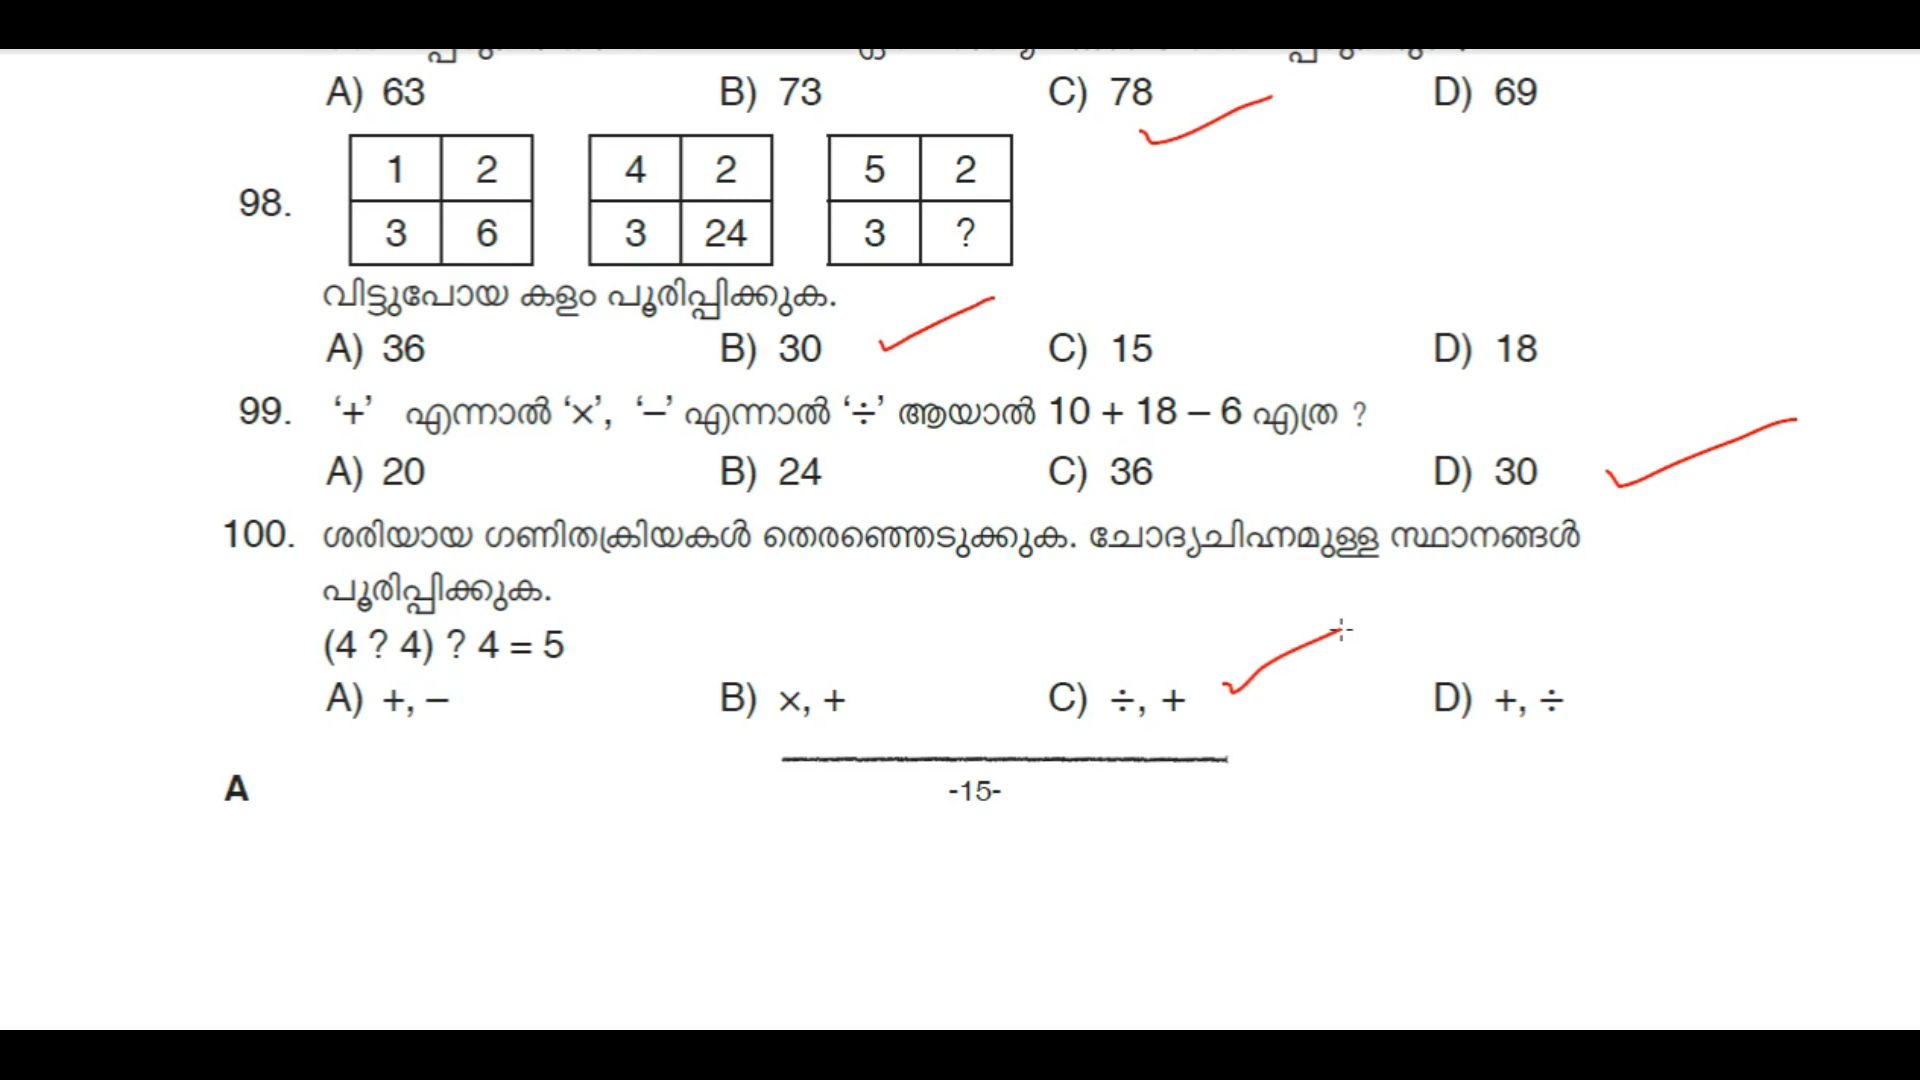 A) 63 B) 73 C) 78 D) 69
1 2 4 2 5 2
98.
3 6 3 24 3 ?
വിട്ടുപോയ കളം പൂരിപ്പിക്കുക.
A) 36 B) 30 C) 15 D) 18
99. ‘+’ എന്നാൽ ‘×’, ‘–’ എന്നാൽ ‘÷’ ആയാൽ 10 + 18 – 6 എത്ര ?
A) 20 B) 24 C) 36 D) 30
100. ശരിയായ ഗണിതക്രിയകൾ തെരഞ്ഞെടുക്കുക. ചോദ്യചിഹ്നമുള്ള സ്ഥാനങ്ങൾ
പൂരിപ്പിക്കുക.
(4 ? 4) ? 4 = 5
A) +, – B) ×, + C) ÷, + D) +, ÷
A -15-